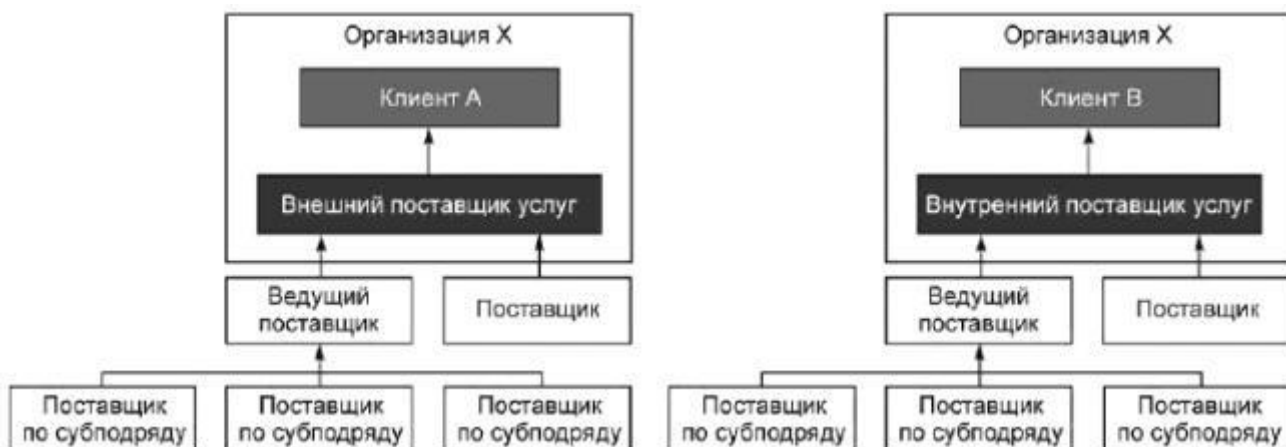 Организация X
Клиент A
Внешний поставщик услуг
Ведущий
поставщик
Поставщик
Поставщик
по субподряду
Поставщик
по субподряду
Поставщик
по субподряду
Организация X
Клиент B
Внутренний поставщик услуг
Ведущий
поставщик
Поставщик
Поставщик
по субподряду
Поставщик
по субподряду
Поставщик
по субподряду